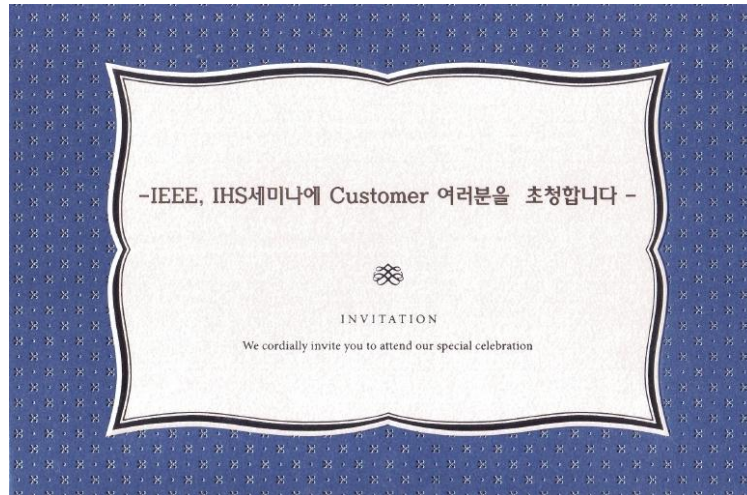 -IEEE, IHS세미나에 Customer 여러분을 초청합니다 -
INVITATION
We cordially invite you to attend our special celebration